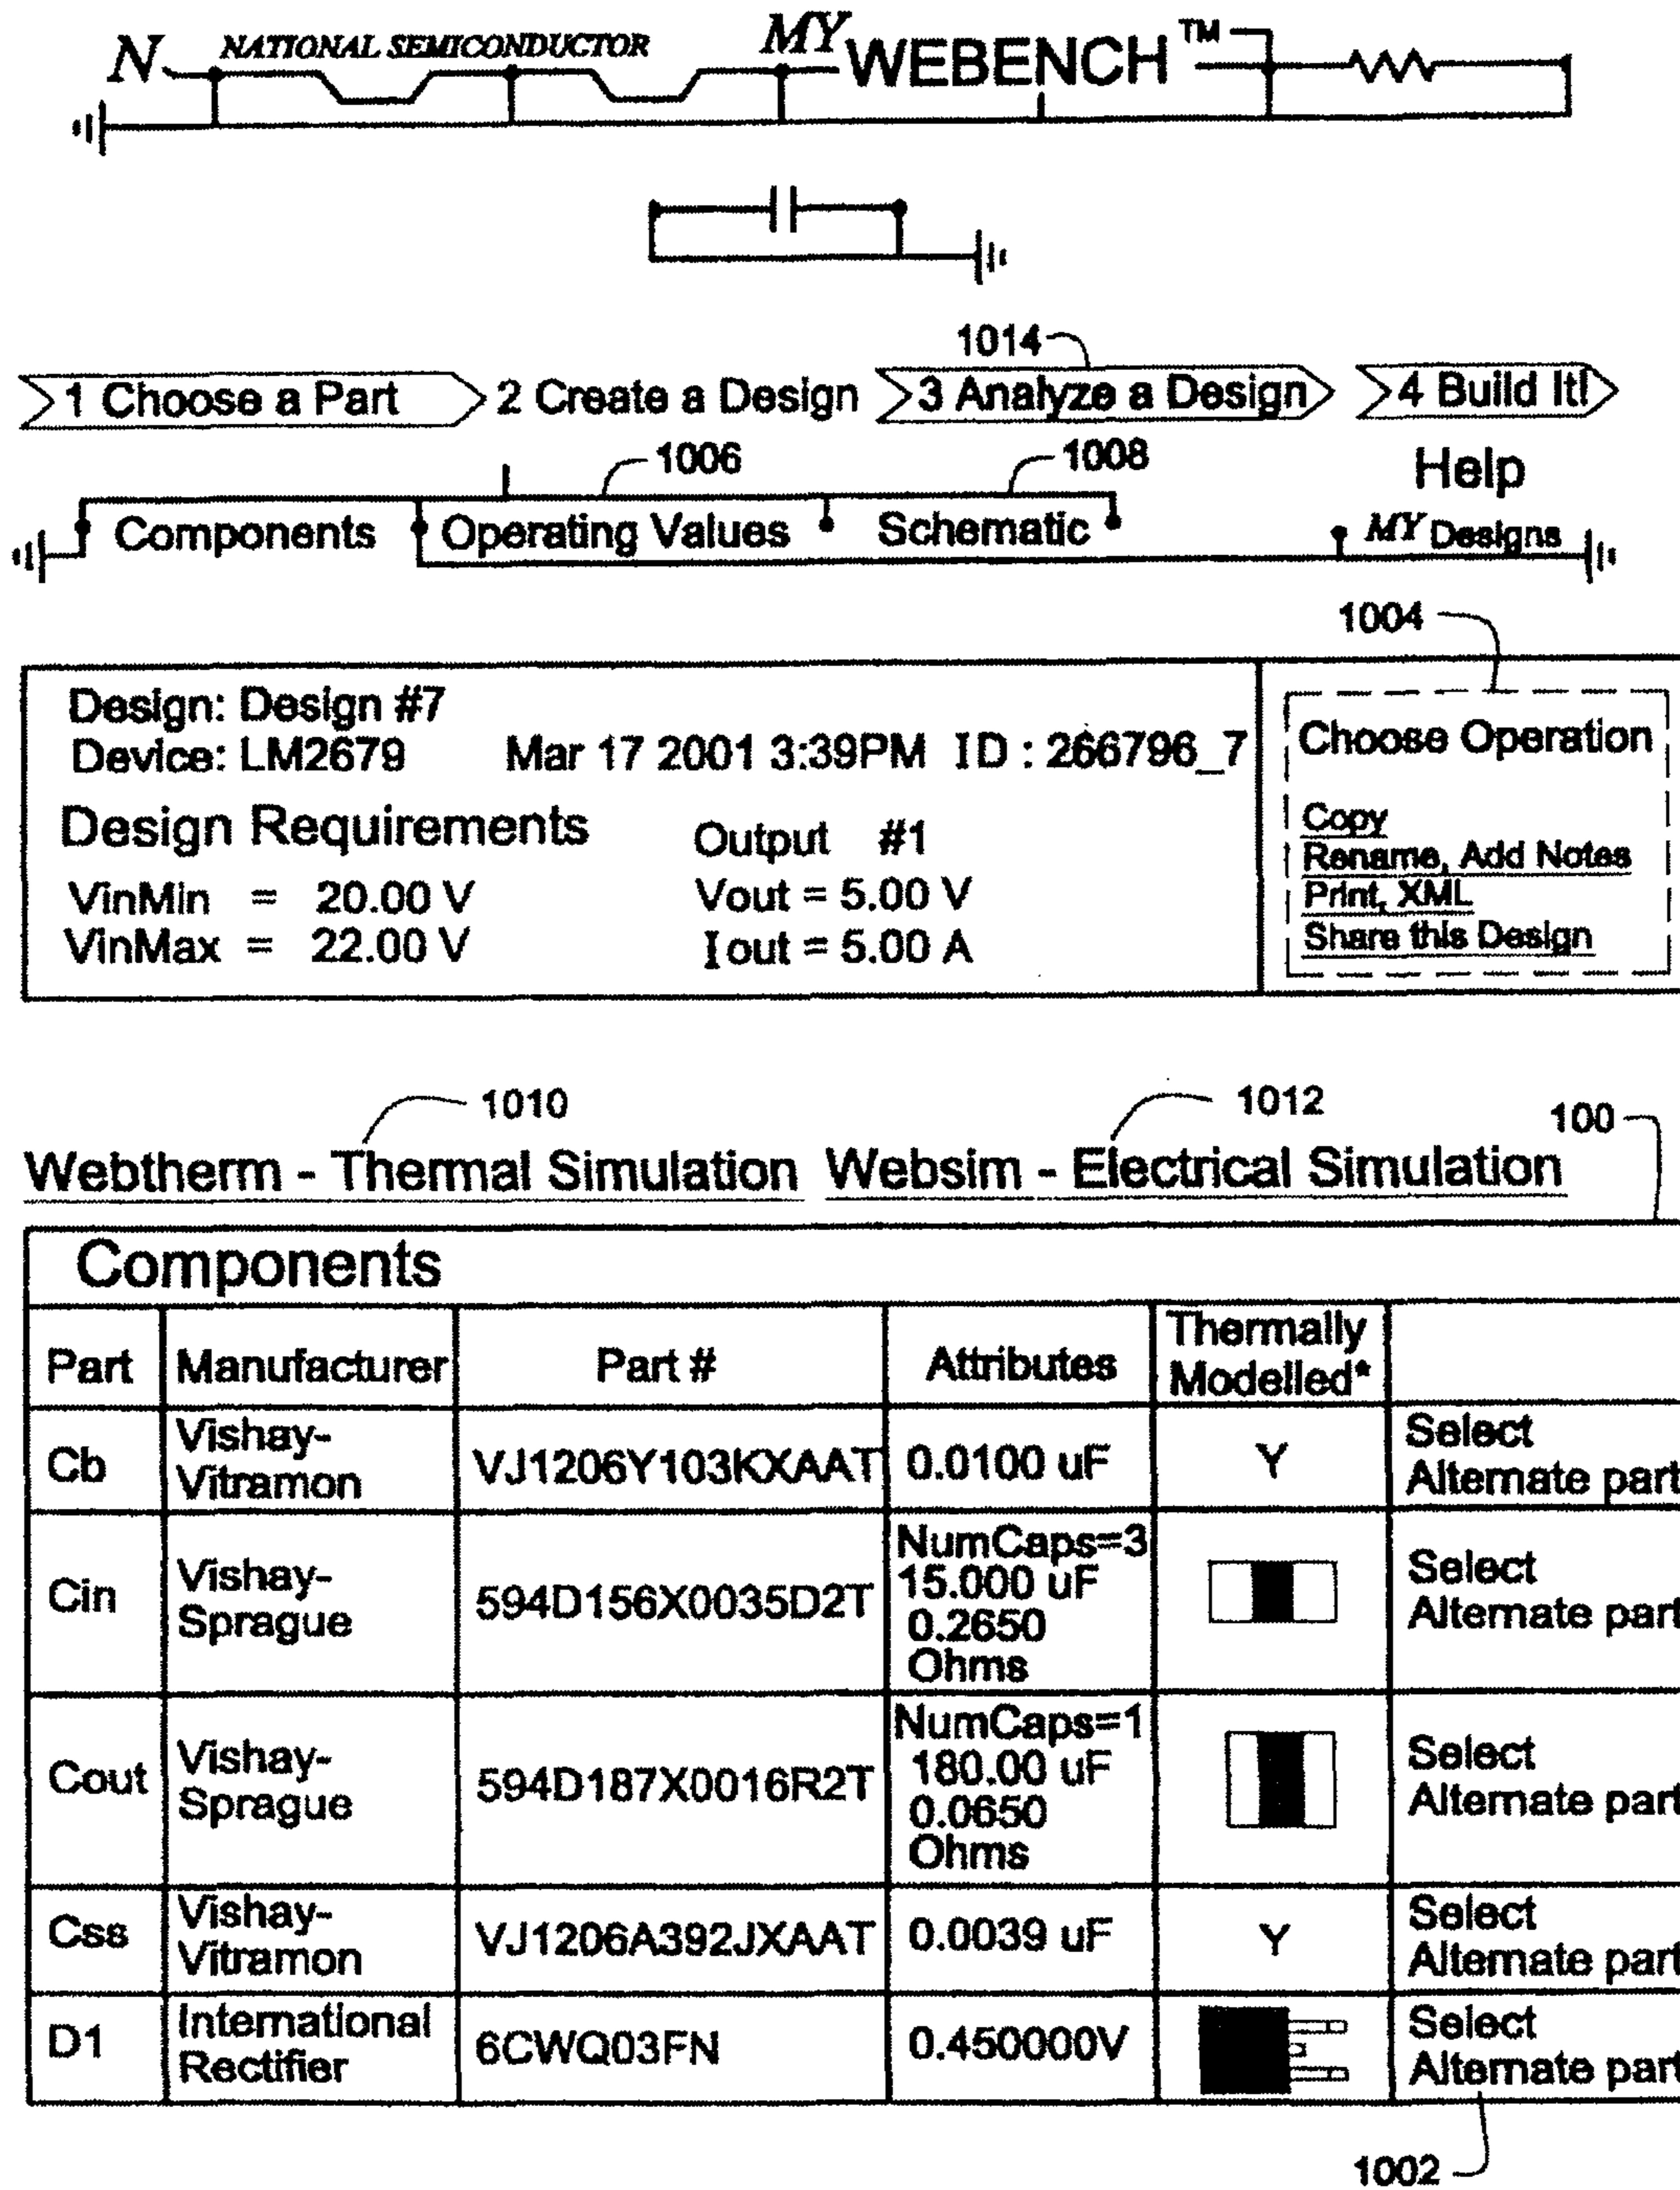 N NATIONAL SEMICONDUCTOR MY WEBENCH TM
1014
1 Choose a Part 2 Create a Design 3 Analyze a Design 4 Build It!
1006 1008 Help
Components Operating Values Schematic MY Designs
1004
Design: Design #7
Device: LM2679 Mar 17 2001 3:39PM ID : 266796_7
Design Requirements Output #1
VinMin = 20.00 V Vout = 5.00 V
VinMax = 22.00 V Iout = 5.00 A
Choose Operation
Copy
Rename, Add Notes
Print, XML
Share this Design
1010 1012 100
Webtherm - Thermal Simulation Websim - Electrical Simulation
Components
Part Manufacturer Part # Attributes Thermally Modelled*
Cb Vishay-Vitramon VJ1206Y103KXAAT 0.0100 uF Y Select Alternate part
Cin Vishay-Sprague 594D156X0035D2T NumCaps=3 15.000 uF 0.2650 Ohms Select Alternate part
Cout Vishay-Sprague 594D187X0016R2T NumCaps=1 180.00 uF 0.0650 Ohms Select Alternate part
Css Vishay-Vitramon VJ1206A392JXAAT 0.0039 uF Y Select Alternate part
D1 International Rectifier 6CWQ03FN 0.450000V Select Alternate part
1002